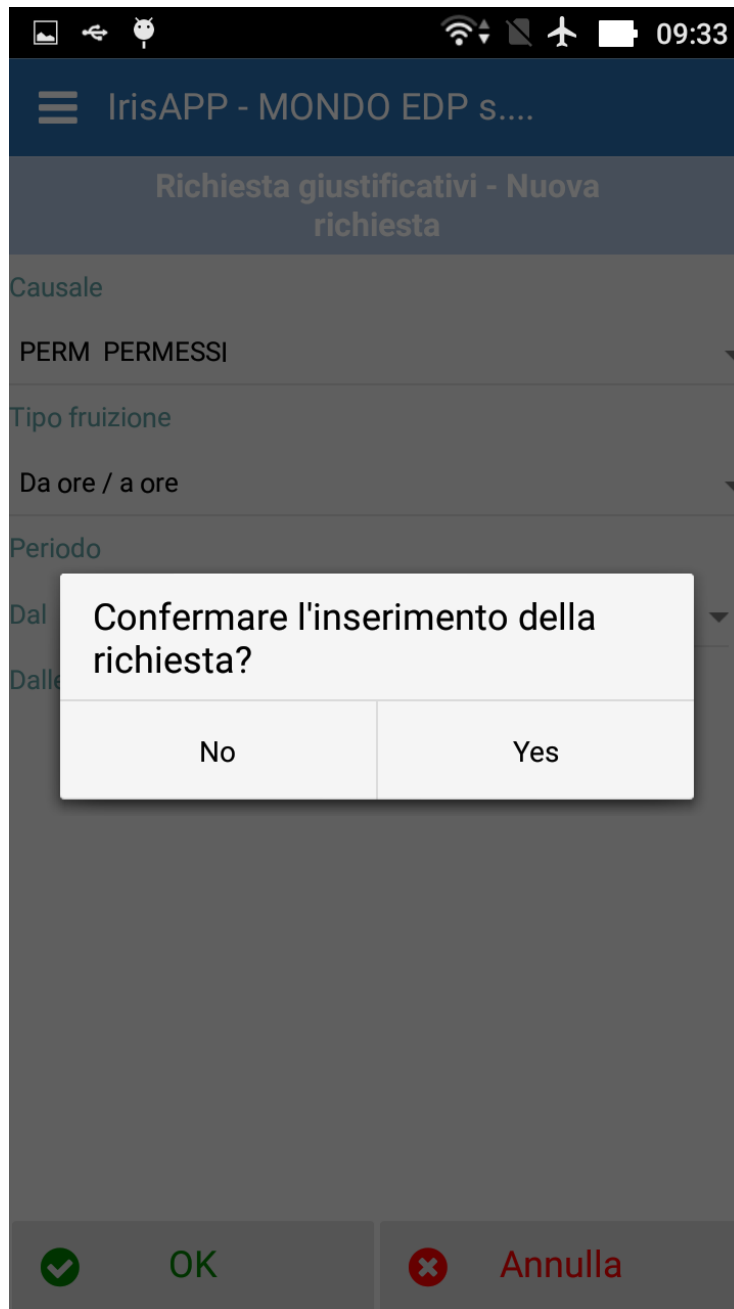 09:33
IrisAPP - MONDO EDP s....
Richiesta giustificativi - Nuova
richiesta
Causale
PERM PERMESSI
Tipo fruizione
Da ore / a ore
Periodo
Dal
Dalle
Confermare l'inserimento della
richiesta?
No Yes
OK Annulla